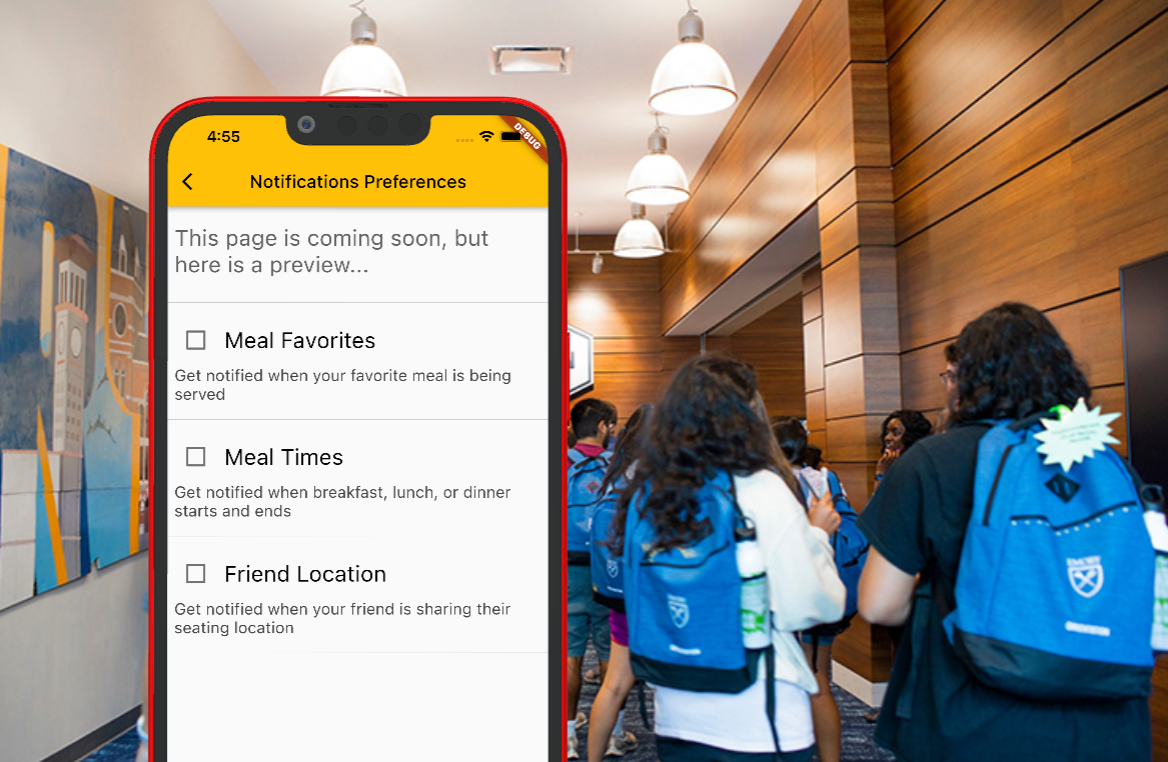 4:55
DEBUG
Notifications Preferences
This page is coming soon, but
here is a preview...
Meal Favorites
Get notified when your favorite meal is being
served
Meal Times
Get notified when breakfast, lunch, or dinner
starts and ends
Friend Location
Get notified when your friend is sharing their
seating location
EMORY